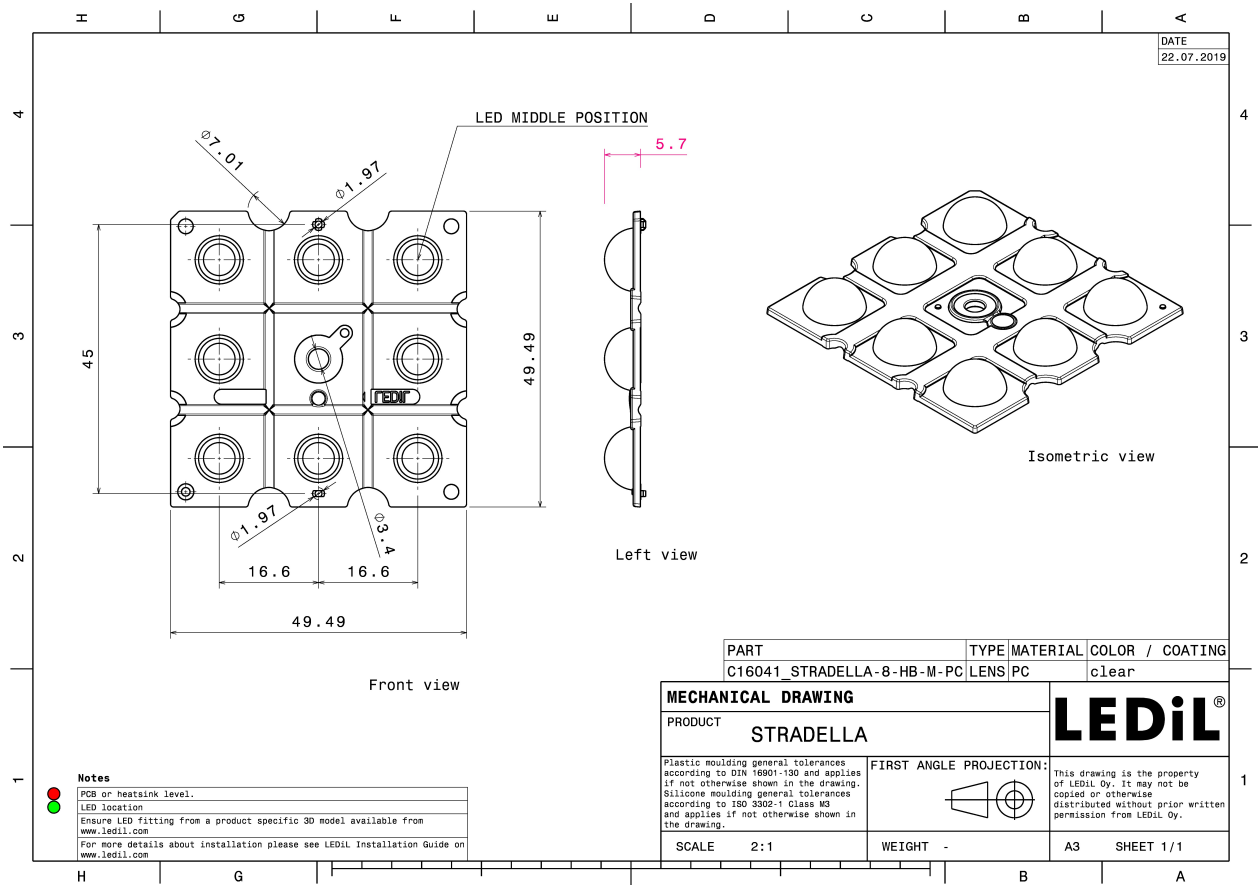 H G F E D C B A
DATE
22.07.2019
4 4
LED MIDDLE POSITION
5.7
⌀7.01
⌀1.97
45
49.49
3 3
LEDiL
Isometric view
⌀1.97
⌀3.4
Left view
2 2
16.6 16.6
49.49
Front view
PART TYPE MATERIAL COLOR / COATING
C16041_STRADELLA-8-HB-M-PC LENS PC clear
MECHANICAL DRAWING
PRODUCT
STRADELLA
LEDiL®
Plastic moulding general tolerances
according to DIN 16901-130 and applies
if not otherwise shown in the drawing.
Silicone moulding general tolerances
according to ISO 3302-1 Class M3
and applies if not otherwise shown in
the drawing.
FIRST ANGLE PROJECTION:
This drawing is the property
of LEDiL Oy. It may not be
copied or otherwise
distributed without prior written
permission from LEDiL Oy.
1 1
Notes
PCB or heatsink level.
LED location
Ensure LED fitting from a product specific 3D model available from
www.ledil.com
For more details about installation please see LEDiL Installation Guide on
www.ledil.com
SCALE 2:1 WEIGHT - A3 SHEET 1/1
H G B A